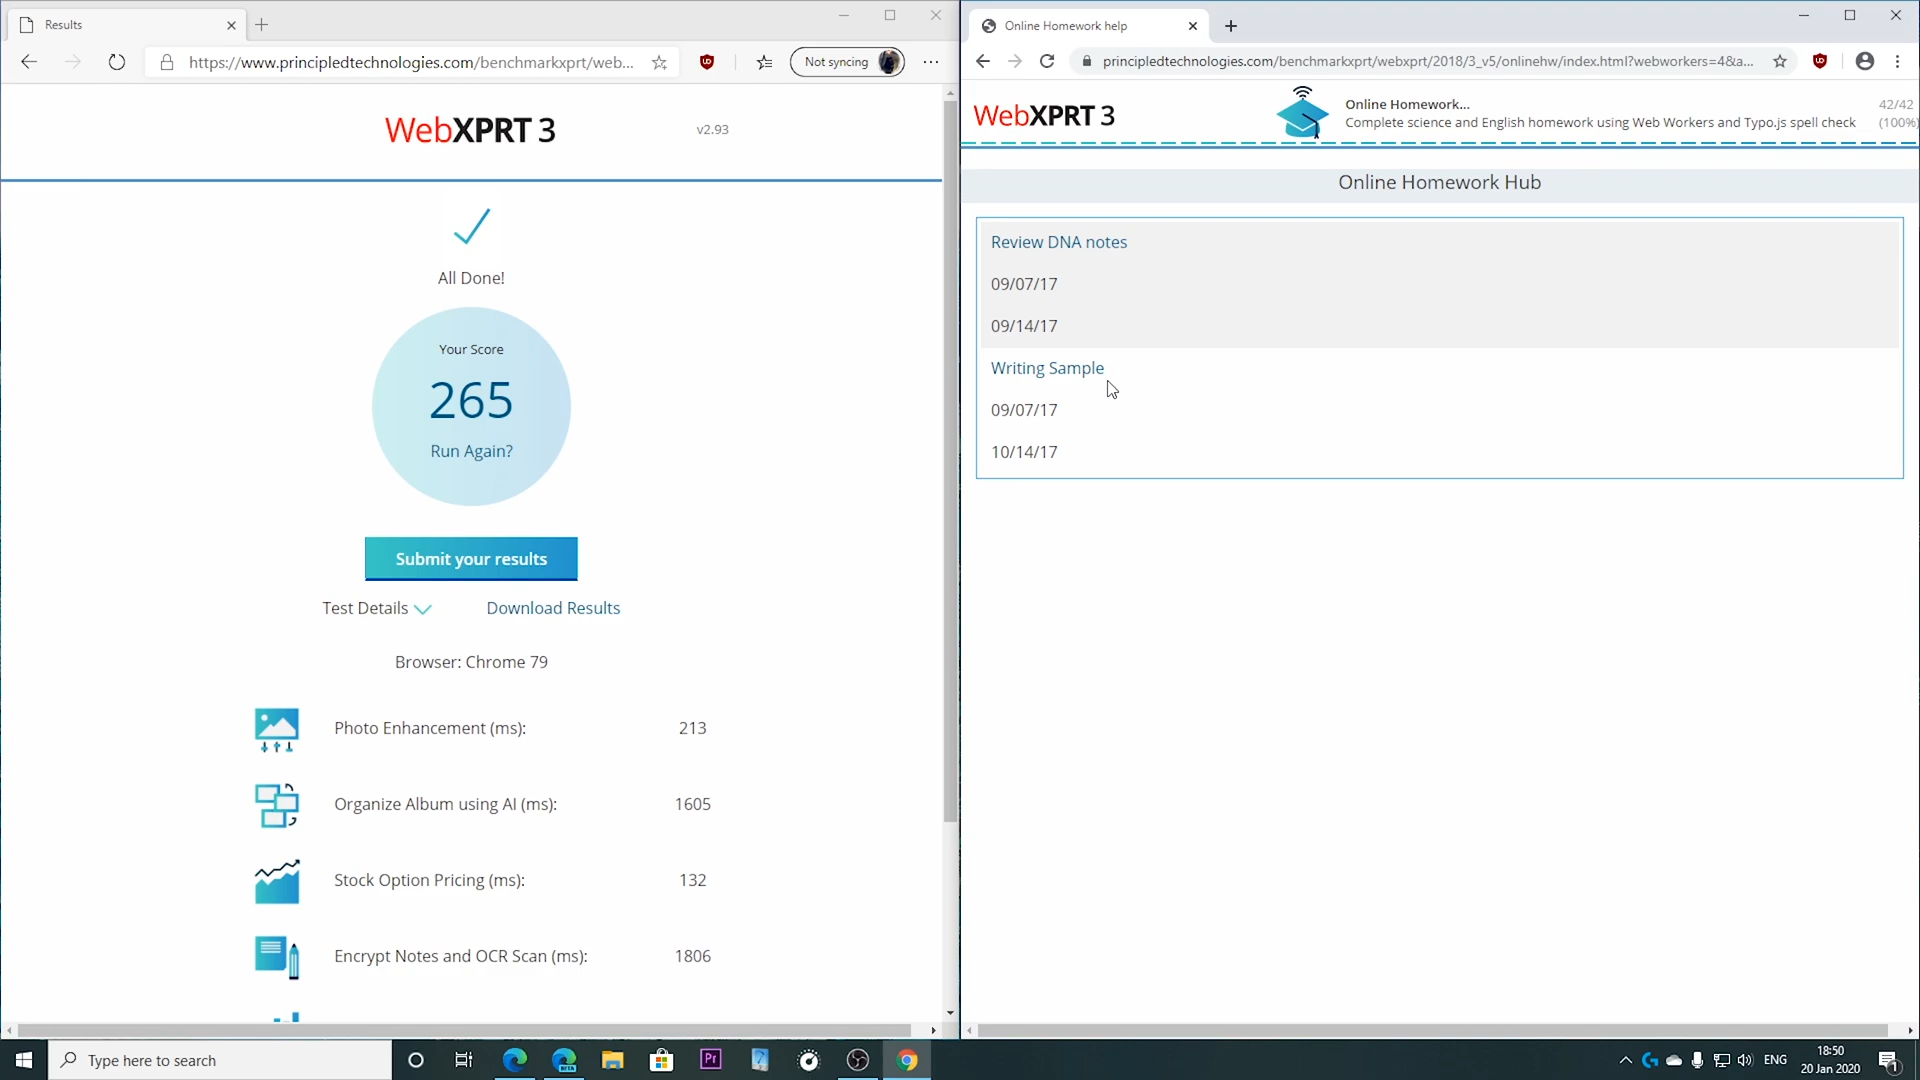 Results
https://www.principledtechnologies.com/benchmarkxprt/web...
Not syncing
WebXPRT 3
v2.93
All Done!
Your Score
265
Run Again?
Submit your results
Test Details
Download Results
Browser: Chrome 79
Photo Enhancement (ms): 213
Organize Album using AI (ms): 1605
Stock Option Pricing (ms): 132
Encrypt Notes and OCR Scan (ms): 1806
Online Homework help
principledtechnologies.com/benchmarkxprt/webxprt/2018/3_v5/onlinehw/index.html?webworkers=4&a...
WebXPRT 3
Online Homework...
Complete science and English homework using Web Workers and Typo.js spell check
42/42
(100%)
Online Homework Hub
Review DNA notes
09/07/17
09/14/17
Writing Sample
09/07/17
10/14/17
Type here to search
BETA
Pr
ENG
18:50
20 Jan 2020
1